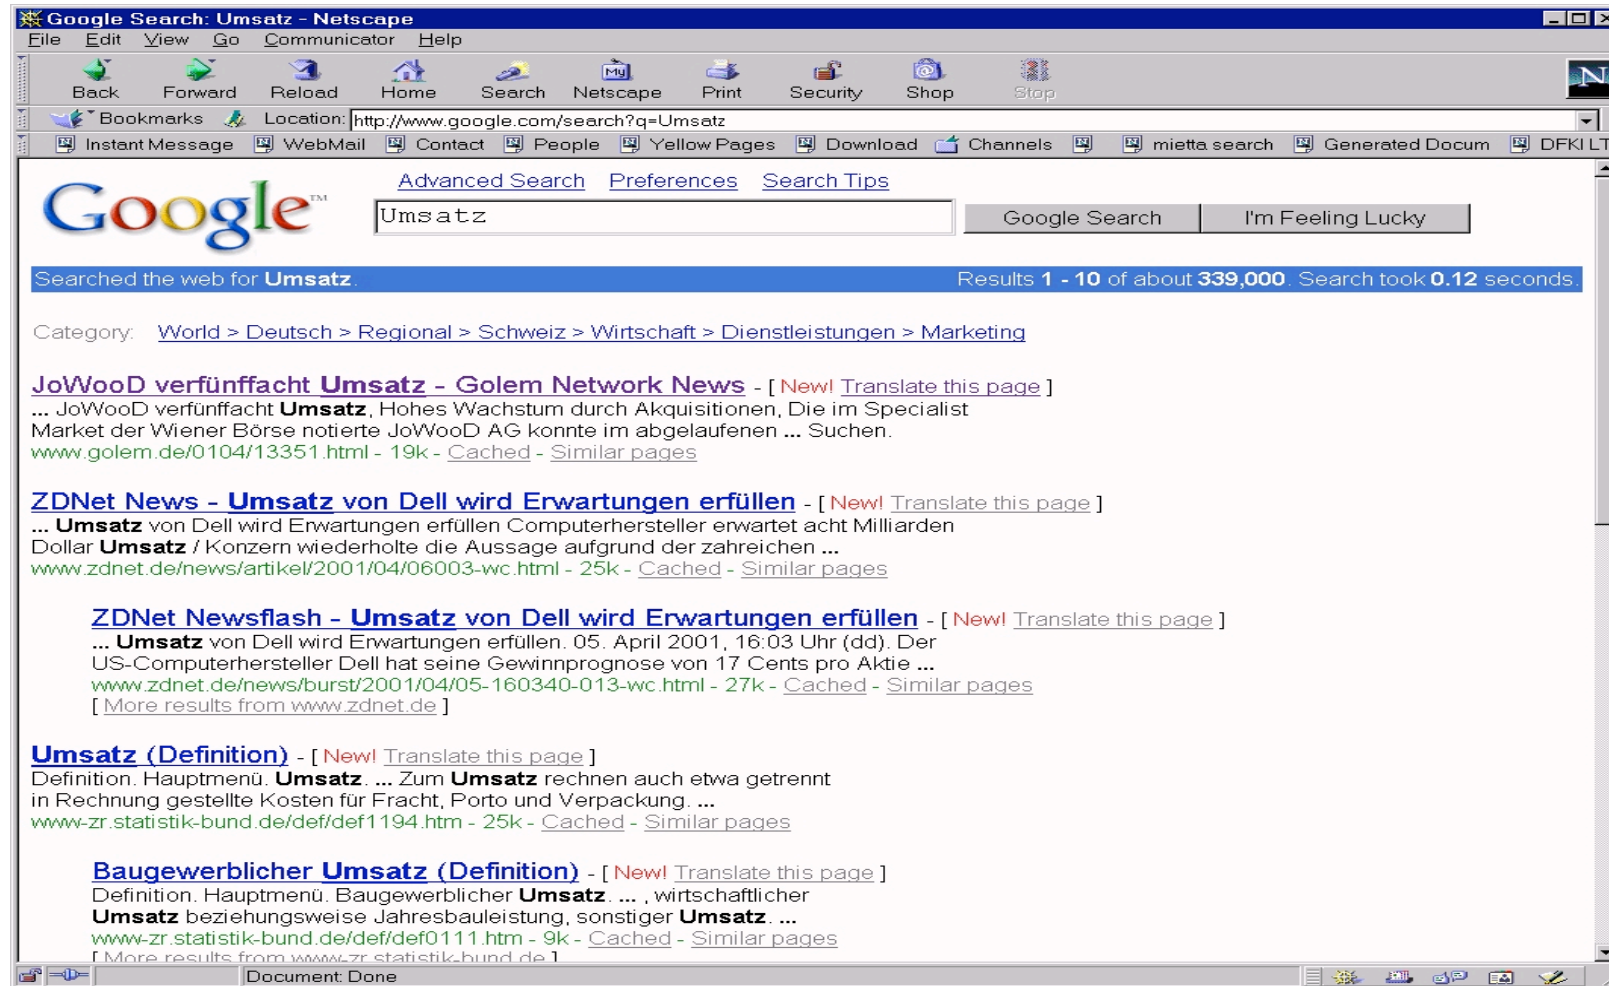 Google Search: Umsatz - Netscape
File Edit View Go Communicator Help
Back Forward Reload Home Search Netscape Print Security Shop Stop
My
N
Bookmarks Location: http://www.google.com/search?q=Umsatz
Instant Message WebMail Contact People Yellow Pages Download Channels mietta search Generated Docum DFKI LT
Google™
Advanced Search Preferences Search Tips
Umsatz Google Search I'm Feeling Lucky
Searched the web for Umsatz. Results 1 - 10 of about 339,000. Search took 0.12 seconds.
Category: World > Deutsch > Regional > Schweiz > Wirtschaft > Dienstleistungen > Marketing
JoWooD verfünffacht Umsatz - Golem Network News - [ New! Translate this page ]
... JoWooD verfünffacht Umsatz, Hohes Wachstum durch Akquisitionen, Die im Specialist
Market der Wiener Börse notierte JoWooD AG konnte im abgelaufenen ... Suchen.
www.golem.de/0104/13351.html - 19k - Cached - Similar pages
ZDNet News - Umsatz von Dell wird Erwartungen erfüllen - [ New! Translate this page ]
... Umsatz von Dell wird Erwartungen erfüllen Computerhersteller erwartet acht Milliarden
Dollar Umsatz / Konzern wiederholte die Aussage aufgrund der zahreichen ...
www.zdnet.de/news/artikel/2001/04/06003-wc.html - 25k - Cached - Similar pages
ZDNet Newsflash - Umsatz von Dell wird Erwartungen erfüllen - [ New! Translate this page ]
... Umsatz von Dell wird Erwartungen erfüllen. 05. April 2001, 16:03 Uhr (dd). Der
US-Computerhersteller Dell hat seine Gewinnprognose von 17 Cents pro Aktie ...
www.zdnet.de/news/burst/2001/04/05-160340-013-wc.html - 27k - Cached - Similar pages
[ More results from www.zdnet.de ]
Umsatz (Definition) - [ New! Translate this page ]
Definition. Hauptmenü. Umsatz. ... Zum Umsatz rechnen auch etwa getrennt
in Rechnung gestellte Kosten für Fracht, Porto und Verpackung. ...
www-zr.statistik-bund.de/def/def1194.htm - 25k - Cached - Similar pages
Baugewerblicher Umsatz (Definition) - [ New! Translate this page ]
Definition. Hauptmenü. Baugewerblicher Umsatz. ... , wirtschaftlicher
Umsatz beziehungsweise Jahresbauleistung, sonstiger Umsatz. ...
www-zr.statistik-bund.de/def/def0111.htm - 9k - Cached - Similar pages
[ More results from www-zr.statistik-bund.de ]
Document: Done